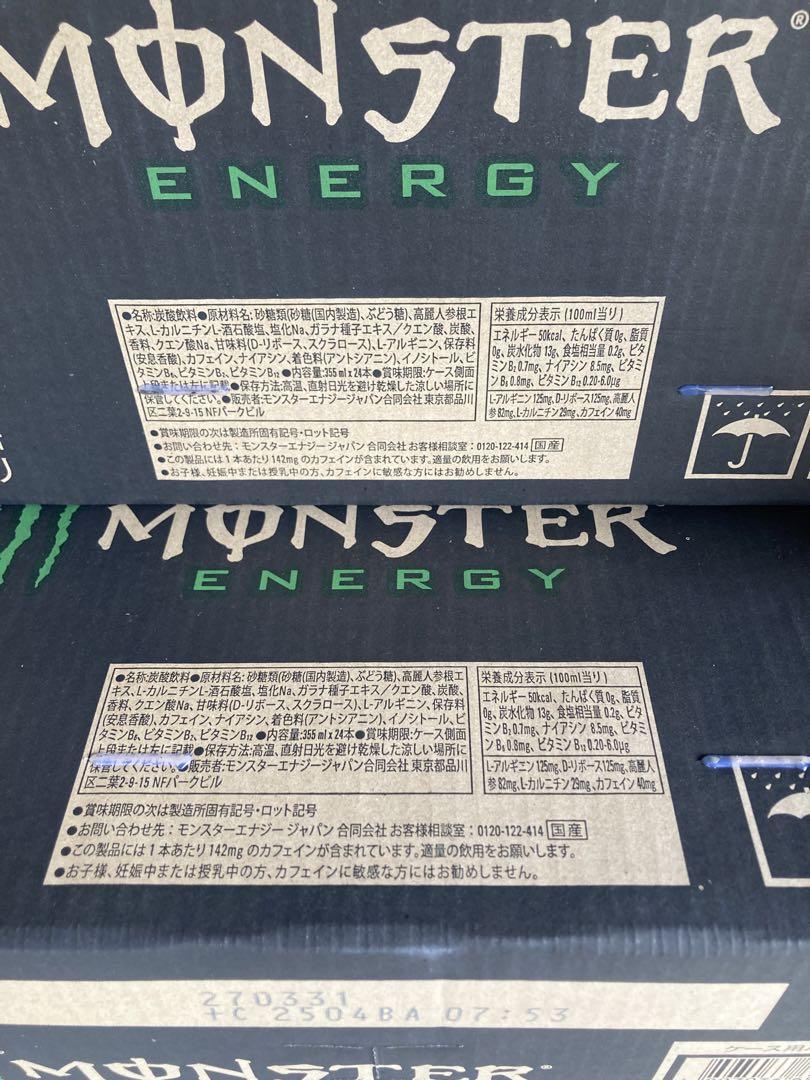 MONSTER®
ENERGY
●名称:炭酸飲料●原材料名:砂糖類(砂糖(国内製造)、ぶどう糖)、高麗人参根エ
キス、L-カルニチンL-酒石酸塩、塩化Na、ガラナ種子エキス/クエン酸、炭酸、
香料、クエン酸Na、甘味料(D-リボース、スクラロース)、L-アルギニン、保存料
(安息香酸)、カフェイン、ナイアシン、着色料(アントシアニン)、イノシトール、ビ
タミンB₆、ビタミンB₂、ビタミンB₁₂ ●内容量:355ml x 24本●賞味期限:ケース側面
上段または左に記載●保存方法:高温、直射日光を避け乾燥した涼しい場所に
保管してください。●販売者:モンスターエナジージャパン合同会社 東京都品川
区二葉2-9-15 NFパークビル
栄養成分表示 (100ml当り)
エネルギー 50kcal、たんぱく質 0g、脂質
0g、炭水化物 13g、食塩相当量 0.2g、ビタ
ミンB₂ 0.7mg、ナイアシン 8.5mg、ビタミ
ンB₆ 0.8mg、ビタミンB₁₂ 0.20-6.0μg
L-アルギニン 125mg、D-リボース125mg、高麗人
参82mg、L-カルニチン 29mg、カフェイン 40mg
●賞味期限の次は製造所固有記号・ロット記号
●お問い合わせ先:モンスターエナジー ジャパン 合同会社 お客様相談室:0120-122-414 国産
●この製品には1本あたり142mgのカフェインが含まれています。適量の飲用をお願いします。
●お子様、妊娠中または授乳中の方、カフェインに敏感な方にはお勧めしません。
MONSTER
ENERGY
●名称:炭酸飲料●原材料名:砂糖類(砂糖(国内製造)、ぶどう糖)、高麗人参根エ
キス、L-カルニチンL-酒石酸塩、塩化Na、ガラナ種子エキス/クエン酸、炭酸、
香料、クエン酸Na、甘味料(D-リボース、スクラロース)、L-アルギニン、保存料
(安息香酸)、カフェイン、ナイアシン、着色料(アントシアニン)、イノシトール、ビ
タミンB₆、ビタミンB₂、ビタミンB₁₂ ●内容量:355 ml x 24本●賞味期限:ケース側面
上段または左に記載●保存方法:高温、直射日光を避け乾燥した涼しい場所に
保管してください。●販売者:モンスターエナジージャパン合同会社 東京都品川
区二葉2-9-15 NFパークビル
栄養成分表示 (100ml当り)
エネルギー 50kcal、たんぱく質 0g、脂質
0g、炭水化物 13g、食塩相当量 0.2g、ビタ
ミンB₂ 0.7mg、ナイアシン 8.5mg、ビタミ
ンB₆ 0.8mg、ビタミンB₁₂ 0.20-6.0μg
L-アルギニン 125mg、D-リボース125mg、高麗人
参82mg、L-カルニチン 29mg、カフェイン 40mg
●賞味期限の次は製造所固有記号・ロット記号
●お問い合わせ先:モンスターエナジー ジャパン 合同会社 お客様相談室:0120-122-414 国産
●この製品には1本あたり142mg のカフェインが含まれています。適量の飲用をお願いします。
●お子様、妊娠中または授乳中の方、カフェインに敏感な方にはお勧めしません。
270331
+C 2504BA 07:53
ケース用
MONSTER